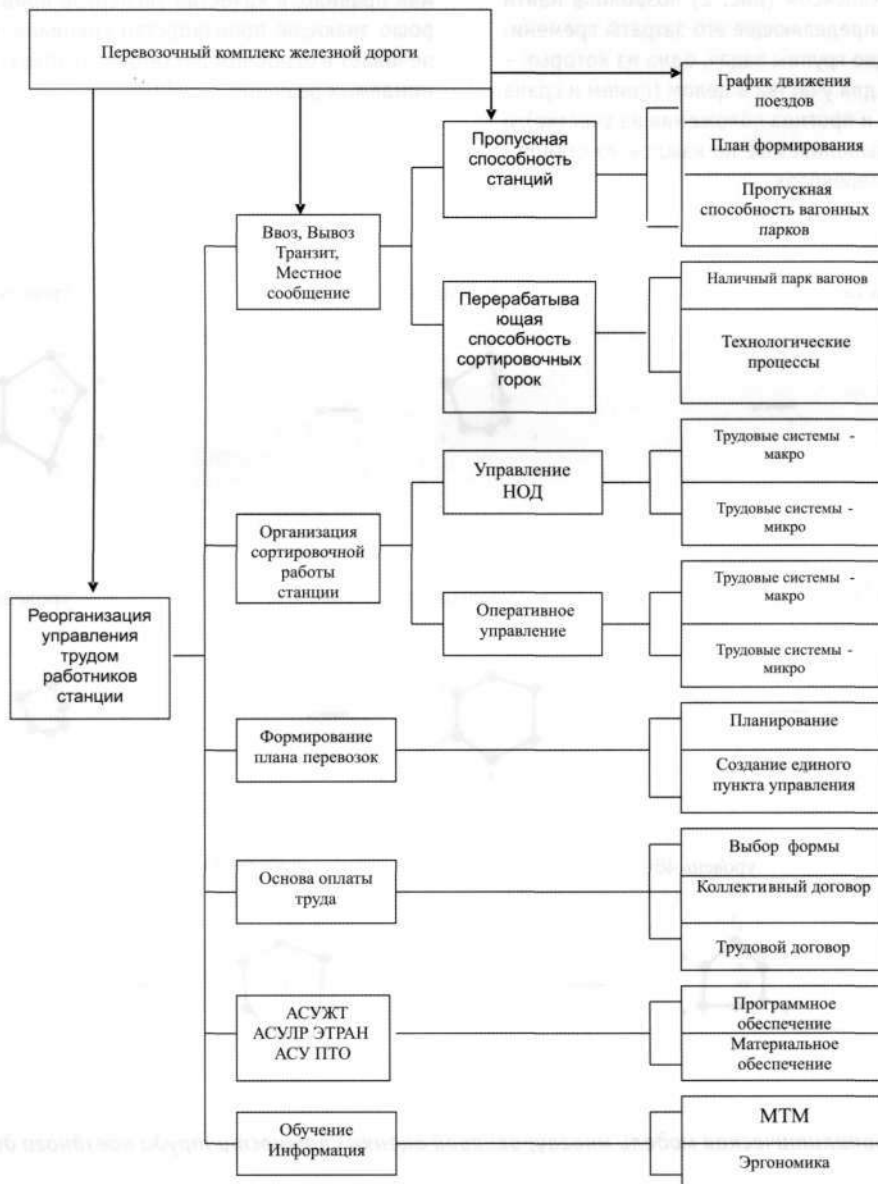 Перевозочный комплекс железной дороги
График движения
поездов
План формирования
Пропускная
способность вагонных
парков
Пропускная
способность
станций
Ввоз, Вывоз
Транзит,
Местное
сообщение
Перерабатыва
ющая
способность
сортировочных
горок
Наличный парк вагонов
Технологические
процессы
Управление
НОД
Трудовые системы -
макро
Трудовые системы -
микро
Организация
сортировочной
работы
станции
Оперативное
управление
Трудовые системы -
макро
Трудовые системы -
микро
Реорганизация
управления
трудом
работников
станции
Формирование
плана перевозок
Планирование
Создание единого
пункта управления
Основа оплаты
труда
Выбор формы
Коллективный договор
Трудовой договор
АСУЖТ
АСУЛР ЭТРАН
АСУ ПТО
Программное
обеспечение
Материальное
обеспечение
Обучение
Информация
МТМ
Эргономика